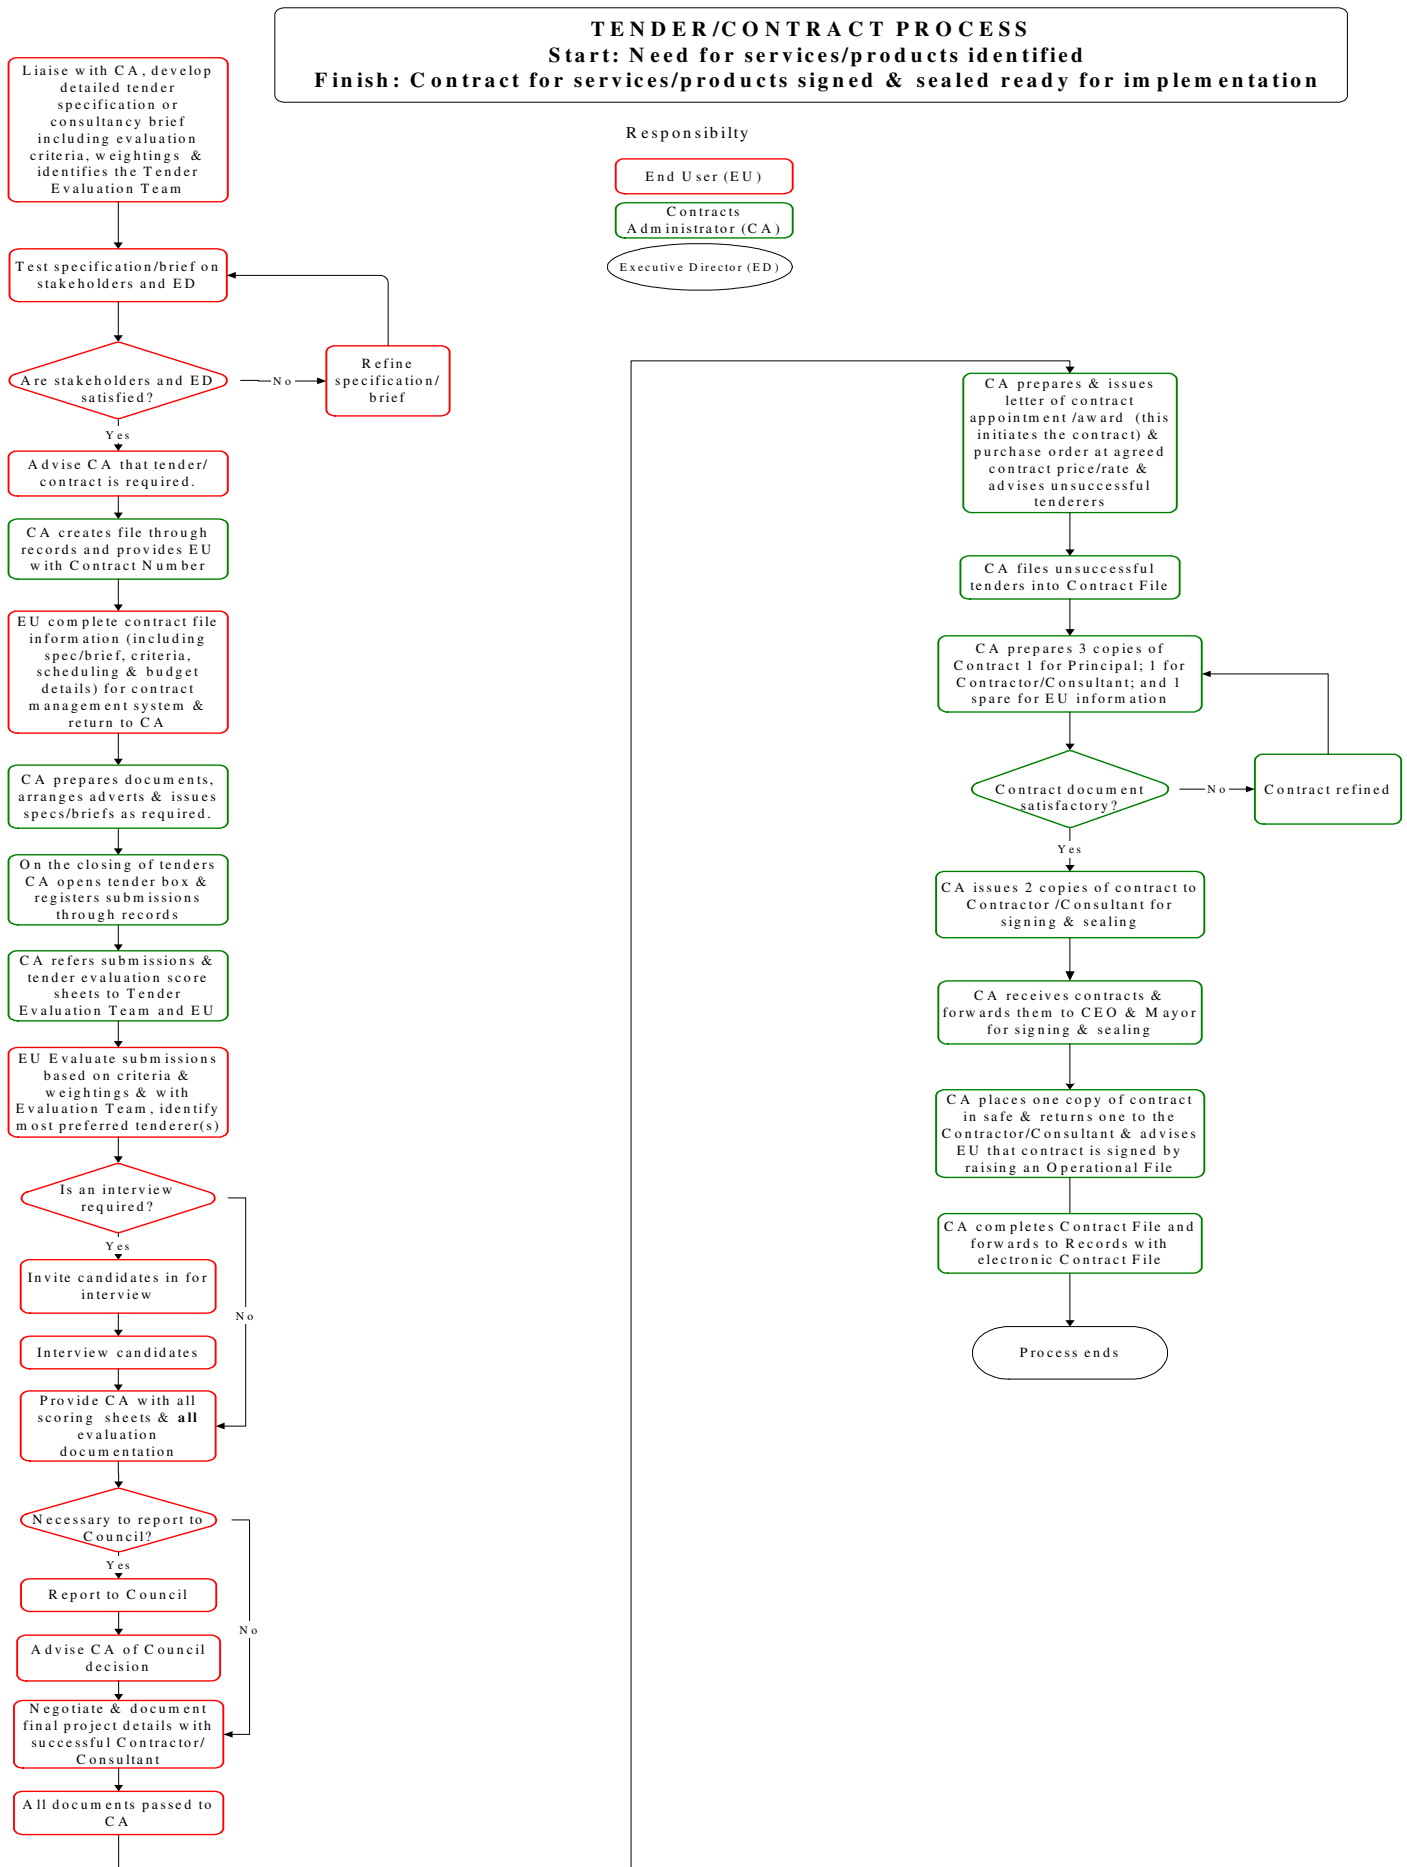 TENDER/CONTRACT PROCESS
Start: Need for services/products identified
Finish: Contract for services/products signed & sealed ready for implementation
Responsibilty
End User (EU)
Contracts
Administrator (CA)
Executive Director (ED)
Liaise with CA, develop
detailed tender
specification or
consultancy brief
including evaluation
criteria, weightings &
identifies the Tender
Evaluation Team
Test specification/brief on
stakeholders and ED
Are stakeholders and ED
satisfied?
No
Refine
specification/
brief
Yes
Advise CA that tender/
contract is required.
CA creates file through
records and provides EU
with Contract Number
EU complete contract file
information (including
spec/brief, criteria,
scheduling & budget
details) for contract
management system &
return to CA
CA prepares documents,
arranges adverts & issues
specs/briefs as required.
On the closing of tenders
CA opens tender box &
registers submissions
through records
CA refers submissions &
tender evaluation score
sheets to Tender
Evaluation Team and EU
EU Evaluate submissions
based on criteria &
weightings & with
Evaluation Team, identify
most preferred tenderer(s)
Is an interview
required?
Yes
Invite candidates in for
interview
No
Interview candidates
Provide CA with all
scoring sheets & all
evaluation
documentation
Necessary to report to
Council?
Yes
Report to Council
No
Advise CA of Council
decision
Negotiate & document
final project details with
successful Contractor/
Consultant
All documents passed to
CA
CA prepares & issues
letter of contract
appointment /award (this
initiates the contract) &
purchase order at agreed
contract price/rate &
advises unsuccessful
tenderers
CA files unsuccessful
tenders into Contract File
CA prepares 3 copies of
Contract 1 for Principal; 1 for
Contractor/Consultant; and 1
spare for EU information
Contract document
satisfactory?
No
Contract refined
Yes
CA issues 2 copies of contract to
Contractor /Consultant for
signing & sealing
CA receives contracts &
forwards them to CEO & Mayor
for signing & sealing
CA places one copy of contract
in safe & returns one to the
Contractor/Consultant & advises
EU that contract is signed by
raising an Operational File
CA completes Contract File and
forwards to Records with
electronic Contract File
Process ends